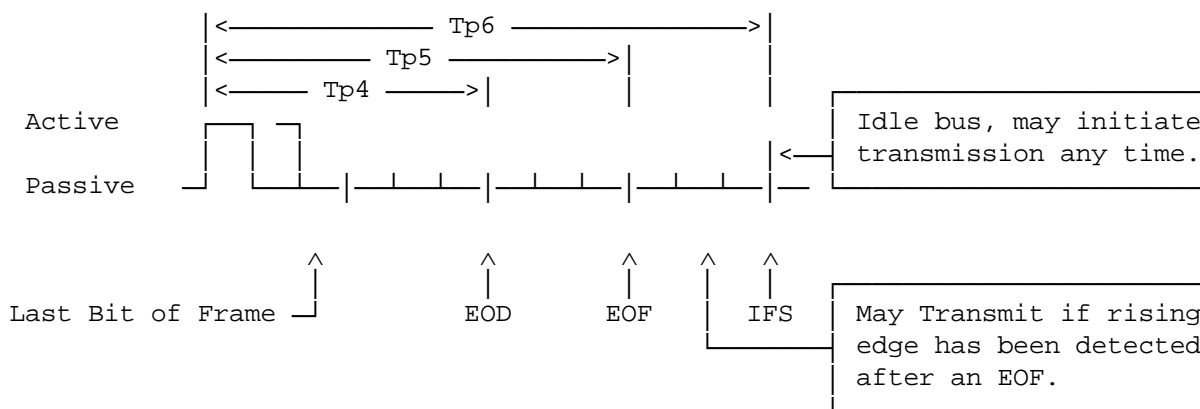 Tp6
Tp5
Tp4
Active
Idle bus, may initiate
transmission any time.
Passive
Last Bit of Frame
EOD
EOF
IFS
May Transmit if rising
edge has been detected
after an EOF.